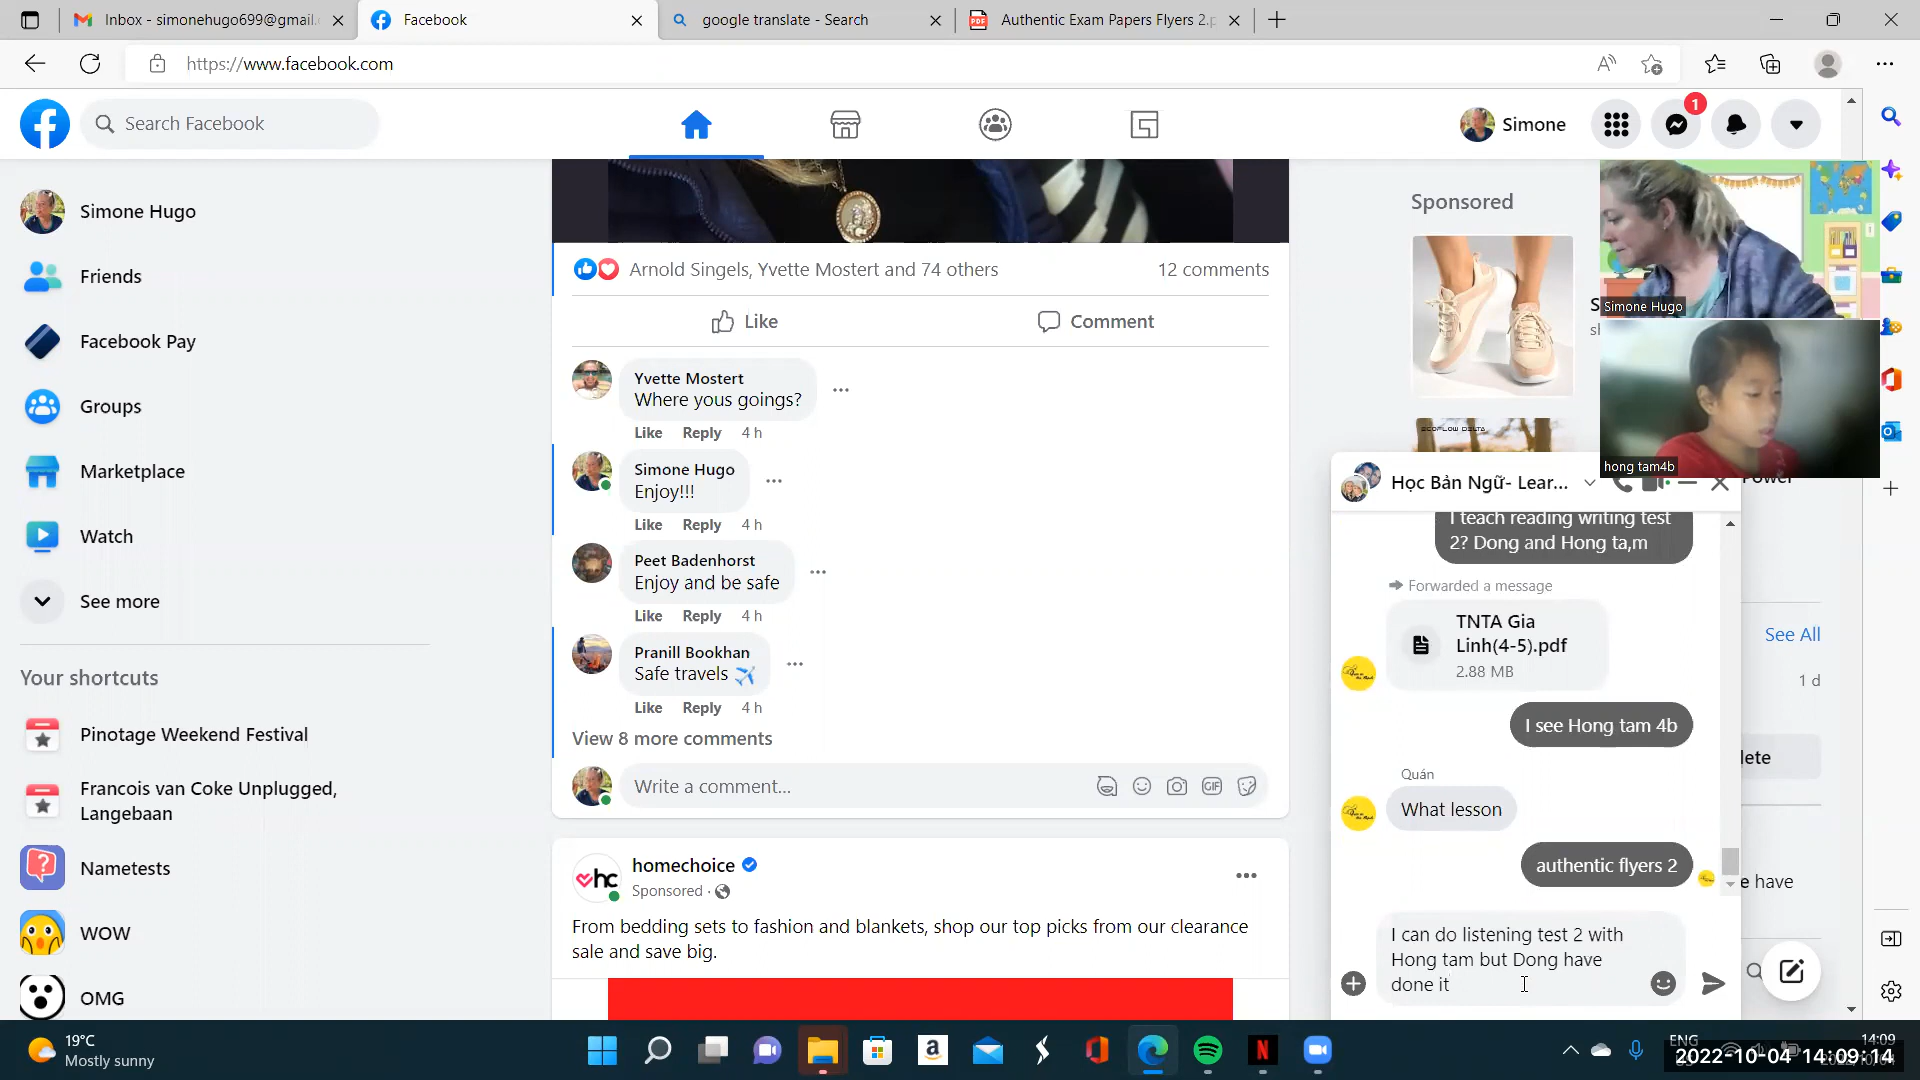 Inbox - simonehugo699@gmail.
Facebook
google translate - Search
Authentic Exam Papers Flyers 2.p
https://www.facebook.com
Search Facebook
Simone
1
Simone Hugo
Friends
Facebook Pay
Groups
Marketplace
Watch
See more
Your shortcuts
Pinotage Weekend Festival
Francois van Coke Unplugged,
Langebaan
Nametests
WOW
OMG
Arnold Singels, Yvette Mostert and 74 others
12 comments
Like
Comment
Yvette Mostert
Where yous goings?
Like Reply 4 h
Simone Hugo
Enjoy!!!
Like Reply 4 h
Peet Badenhorst
Enjoy and be safe
Like Reply 4 h
Pranill Bookhan
Safe travels
Like Reply 4 h
View 8 more comments
Write a comment...
GIF
hc
homechoice
Sponsored
From bedding sets to fashion and blankets, shop our top picks from our clearance
sale and save big.
Sponsored
ECOFLOW DELTA
Simone Hugo
hong tam4b
See All
1 d
lete
e have
Học Bản Ngữ- Lear...
I teach reading writing test
2? Dong and Hong ta,m
Forwarded a message
TNTA Gia
Linh(4-5).pdf
2.88 MB
I see Hong tam 4b
Quán
What lesson
authentic flyers 2
I can do listening test 2 with
Hong tam but Dong have
done it
19°C
Mostly sunny
ENG
14:09
2022-10-04 14:09:14